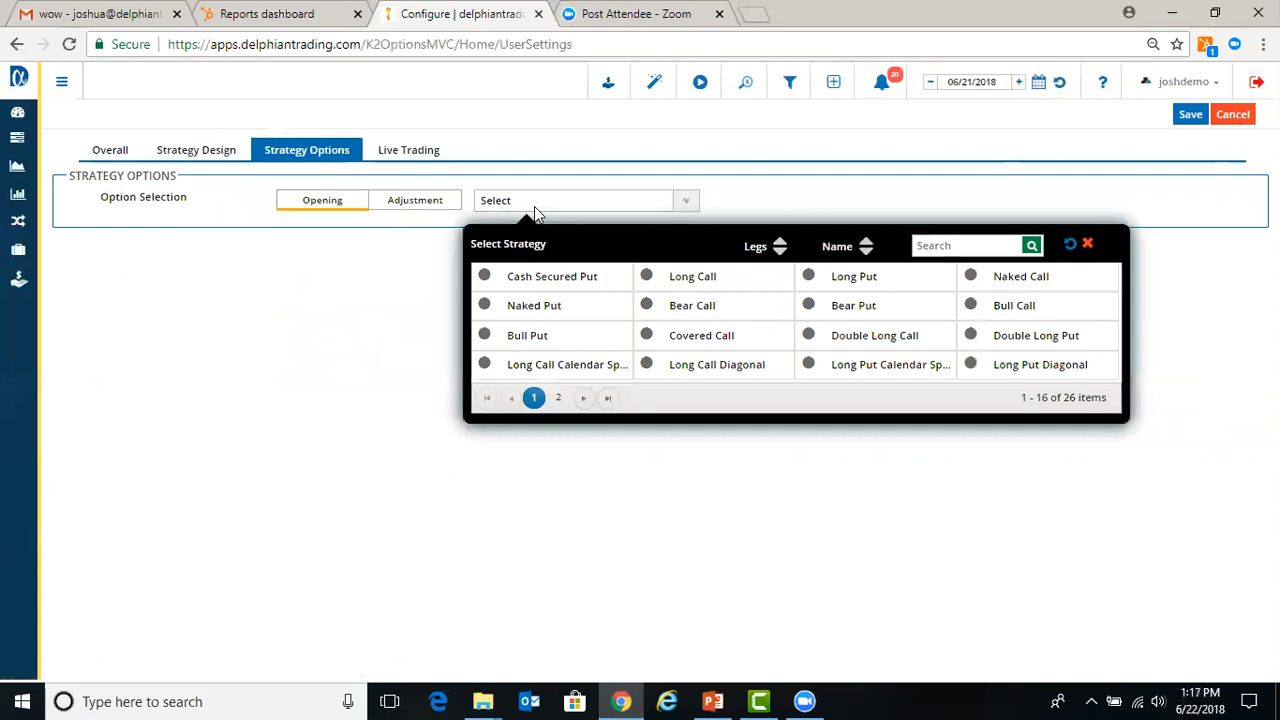 wow - joshua@delphiant
Reports dashboard
Configure | delphiantrad
Post Attendee - Zoom
Secure
https://apps.delphiantrading.com/K2OptionsMVC/Home/UserSettings
1
20
- 06/21/2018 +
?
joshdemo
Save
Cancel
Overall
Strategy Design
Strategy Options
Live Trading
STRATEGY OPTIONS
Option Selection
Opening
Adjustment
Select
Select Strategy
Legs
Name
Search
Cash Secured Put
Long Call
Long Put
Naked Call
Naked Put
Bear Call
Bear Put
Bull Call
Bull Put
Covered Call
Double Long Call
Double Long Put
Long Call Calendar Sp...
Long Call Diagonal
Long Put Calendar Sp...
Long Put Diagonal
1
2
1 - 16 of 26 items
Type here to search
1:17 PM
6/22/2018